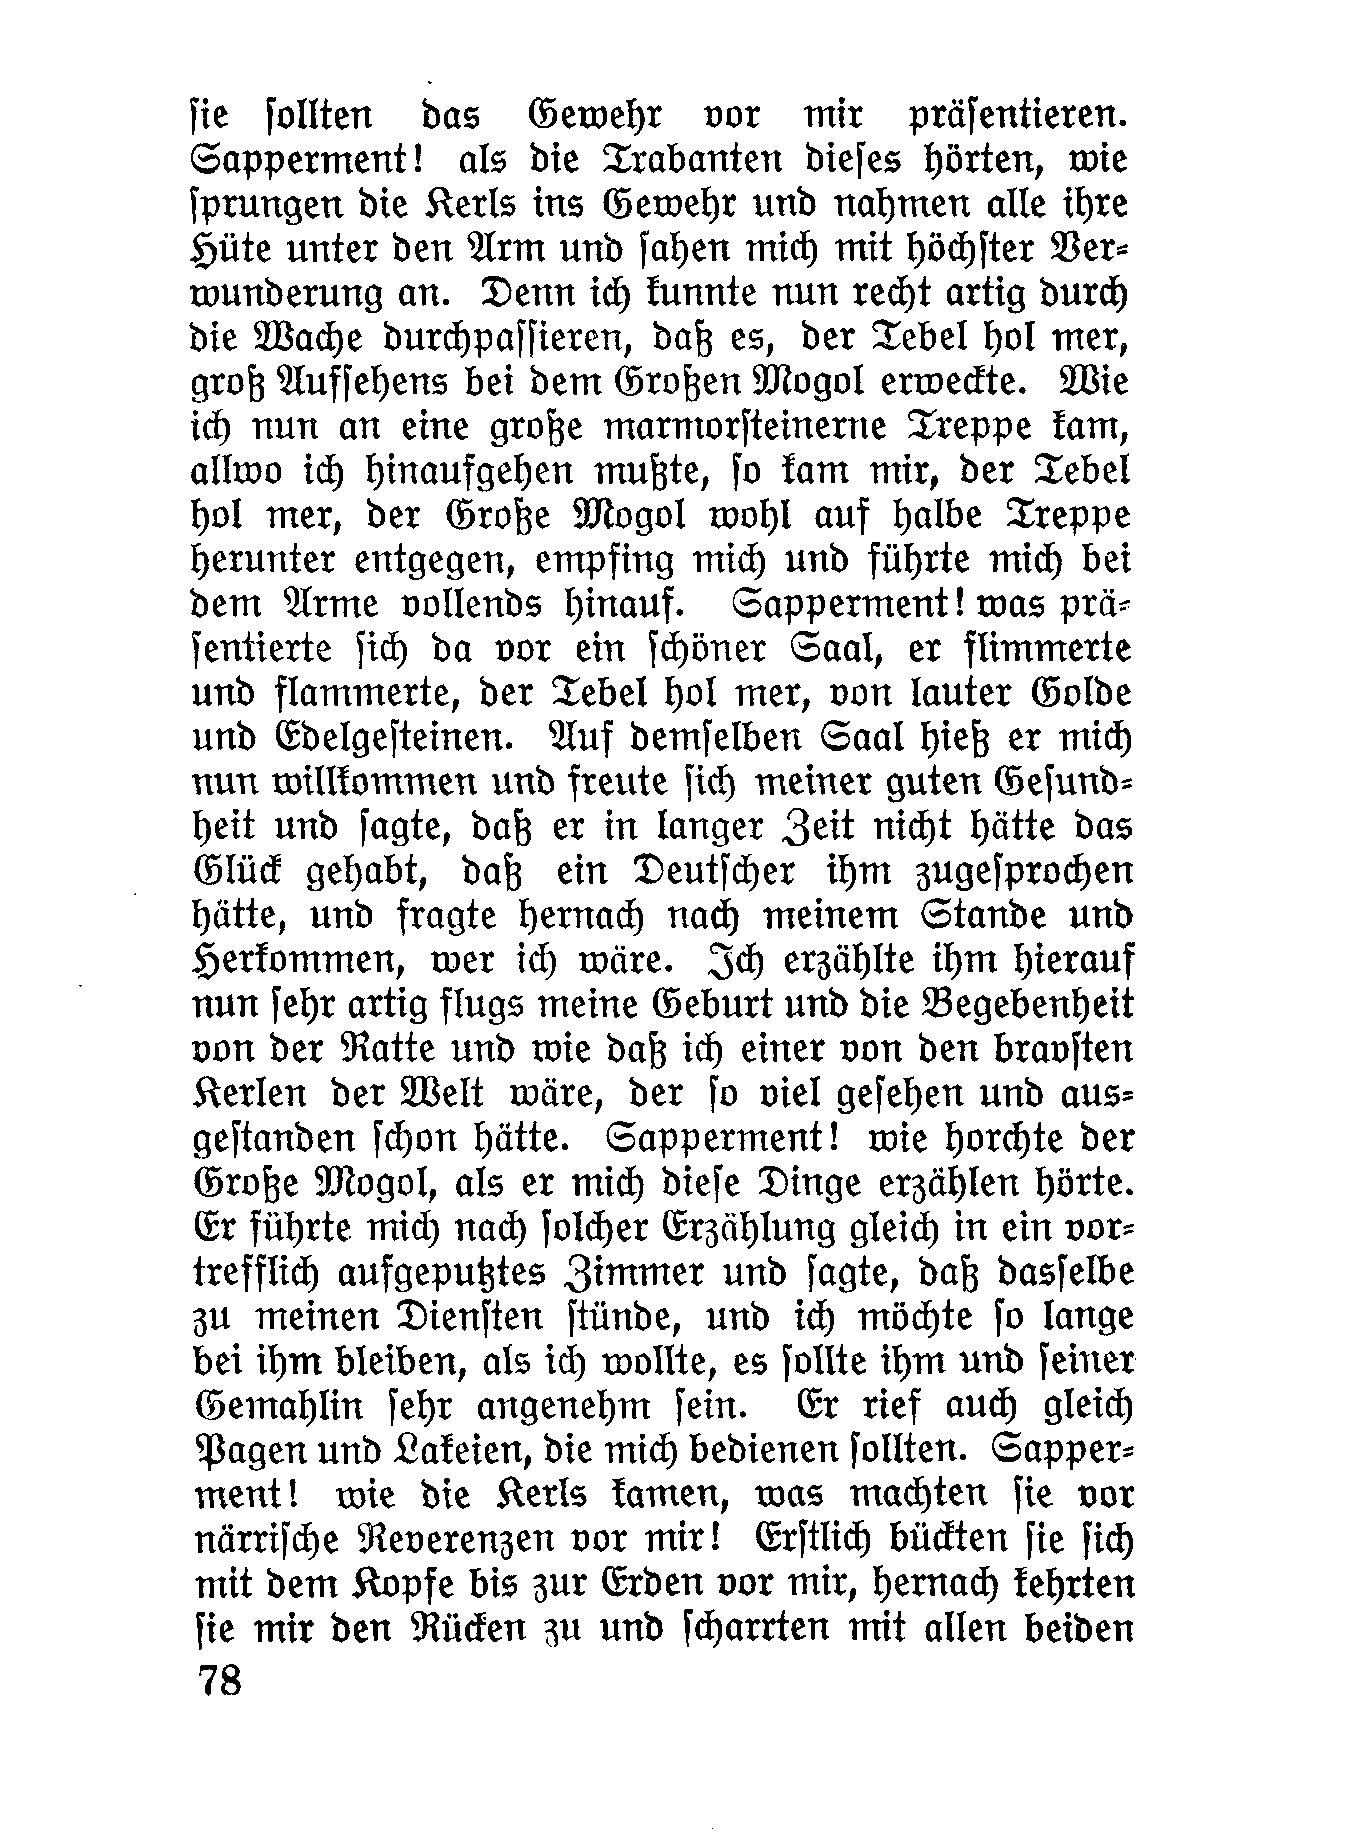 sie sollten das Gewehr vor mir präsentieren.
Sapperment! als die Trabanten dieses hörten, wie
sprungen die Kerls ins Gewehr und nahmen alle ihre
Hüte unter den Arm und sahen mich mit höchster Ver-
wunderung an. Denn ich kunnte nun recht artig durch
die Wache durchpassieren, daß es, der Tebel hol mer,
groß Aufsehens bei dem Großen Mogol erweckte. Wie
ich nun an eine große marmorsteinerne Treppe kam,
allwo ich hinaufgehen mußte, so kam mir, der Tebel
hol mer, der Große Mogol wohl auf halbe Treppe
herunter entgegen, empfing mich und führte mich bei
dem Arme vollends hinauf. Sapperment! was prä-
sentierte sich da vor ein schöner Saal, er flimmerte
und flammerte, der Tebel hol mer, von lauter Golde
und Edelgesteinen. Auf demselben Saal hieß er mich
nun willkommen und freute sich meiner guten Gesund-
heit und sagte, daß er in langer Zeit nicht hätte das
Glück gehabt, daß ein Deutscher ihm zugesprochen
hätte, und fragte hernach nach meinem Stande und
Herkommen, wer ich wäre. Ich erzählte ihm hierauf
nun sehr artig flugs meine Geburt und die Begebenheit
von der Ratte und wie daß ich einer von den bravsten
Kerlen der Welt wäre, der so viel gesehen und aus-
gestanden schon hätte. Sapperment! wie horchte der
Große Mogol, als er mich diese Dinge erzählen hörte.
Er führte mich nach solcher Erzählung gleich in ein vor-
trefflich aufgeputztes Zimmer und sagte, daß dasselbe
zu meinen Diensten stünde, und ich möchte so lange
bei ihm bleiben, als ich wollte, es sollte ihm und seiner
Gemahlin sehr angenehm sein. Er rief auch gleich
Pagen und Lakeien, die mich bedienen sollten. Sapper-
ment! wie die Kerls kamen, was machten sie vor
närrische Reverenzen vor mir! Erstlich bückten sie sich
mit dem Kopfe bis zur Erden vor mir, hernach kehrten
sie mir den Rücken zu und scharrten mit allen beiden
78